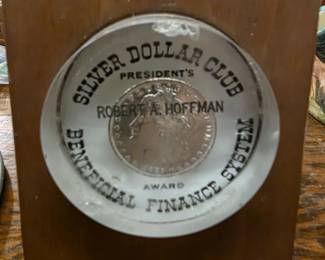 SILVER DOLLAR CLUB
PRESIDENT'S
ROBERT A. HOFFMAN
AWARD
BENEFICIAL FINANCE SYSTEM